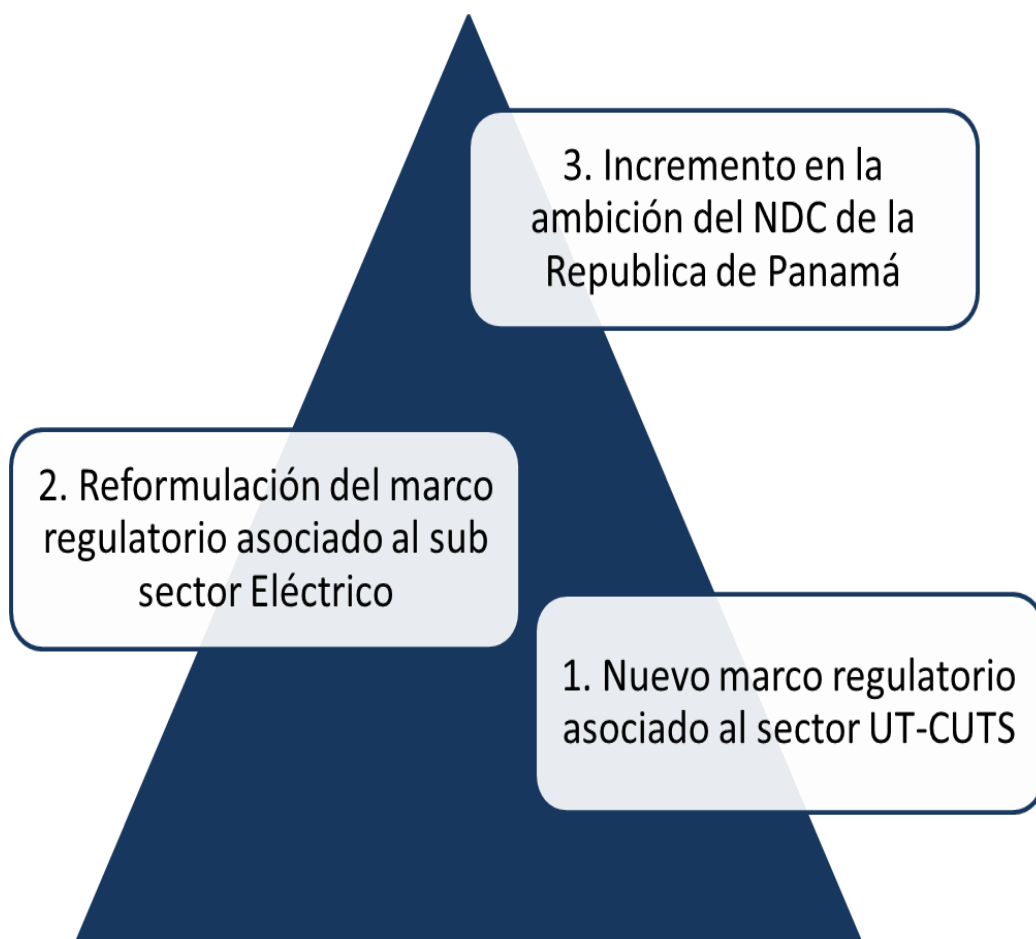 3. Incremento en la
ambición del NDC de la
Republica de Panamá
2. Reformulación del marco
regulatorio asociado al sub
sector Eléctrico
1. Nuevo marco regulatorio
asociado al sector UT-CUTS